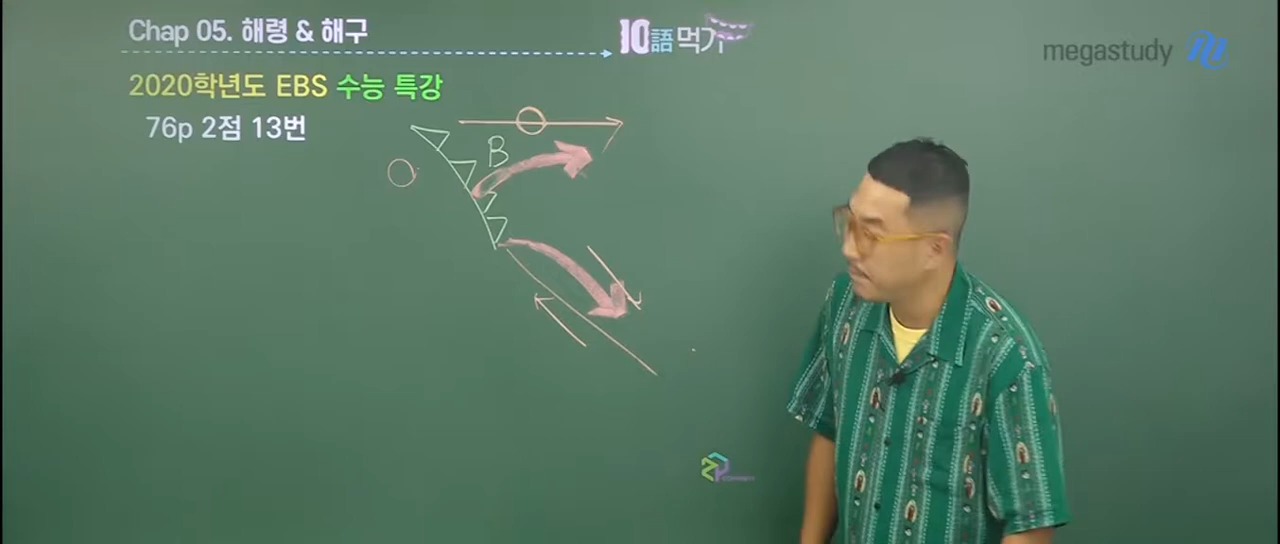 Chap 05. 해령 & 해구
10語먹기
megastudy
2020학년도 EBS 수능 특강
76p 2점 13번
B